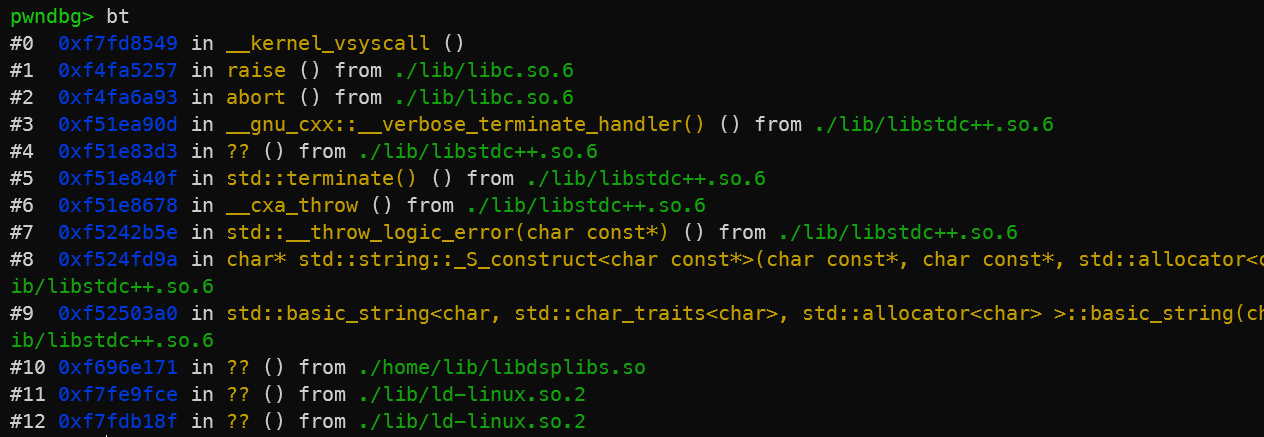 pwndbg> bt
#0  0xf7fd8549 in __kernel_vsyscall ()
#1  0xf4fa5257 in raise () from ./lib/libc.so.6
#2  0xf4fa6a93 in abort () from ./lib/libc.so.6
#3  0xf51ea90d in __gnu_cxx::__verbose_terminate_handler() () from ./lib/libstdc++.so.6
#4  0xf51e83d3 in ?? () from ./lib/libstdc++.so.6
#5  0xf51e840f in std::terminate() () from ./lib/libstdc++.so.6
#6  0xf51e8678 in __cxa_throw () from ./lib/libstdc++.so.6
#7  0xf5242b5e in std::__throw_logic_error(char const*) () from ./lib/libstdc++.so.6
#8  0xf524fd9a in char* std::string::_S_construct<char const*>(char const*, char const*, std::allocator<c
ib/libstdc++.so.6
#9  0xf52503a0 in std::basic_string<char, std::char_traits<char>, std::allocator<char> >::basic_string(ch
ib/libstdc++.so.6
#10 0xf696e171 in ?? () from ./home/lib/libdsplibs.so
#11 0xf7fe9fce in ?? () from ./lib/ld-linux.so.2
#12 0xf7fdb18f in ?? () from ./lib/ld-linux.so.2